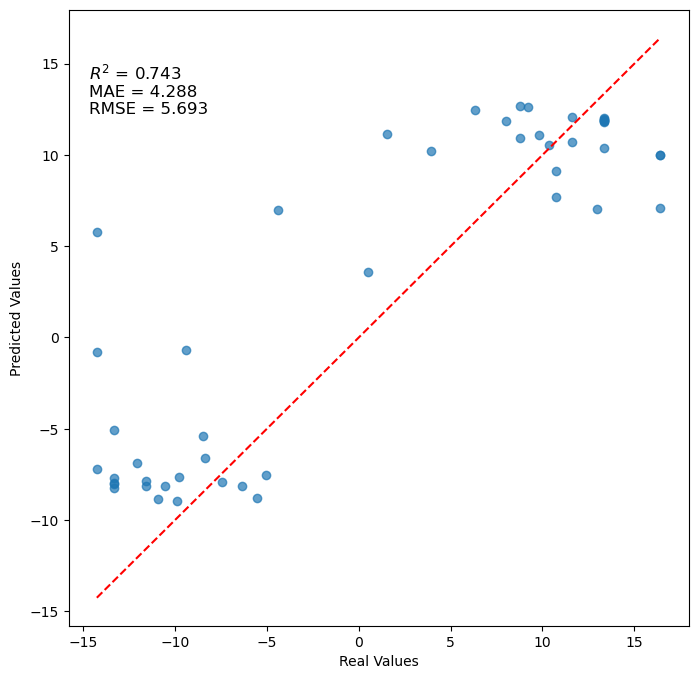 R² = 0.743
MAE = 4.288
RMSE = 5.693
15
10
5
0
−5
−10
−15
Predicted Values
−15 −10 −5 0 5 10 15
Real Values